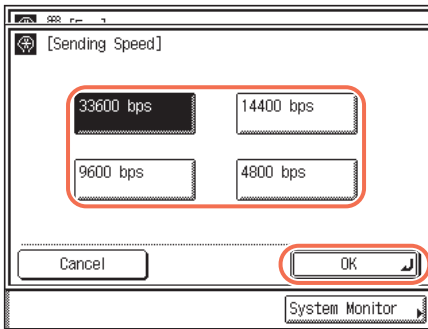 [Sending Speed]
33600 bps
14400 bps
9600 bps
4800 bps
Cancel
OK
System Monitor